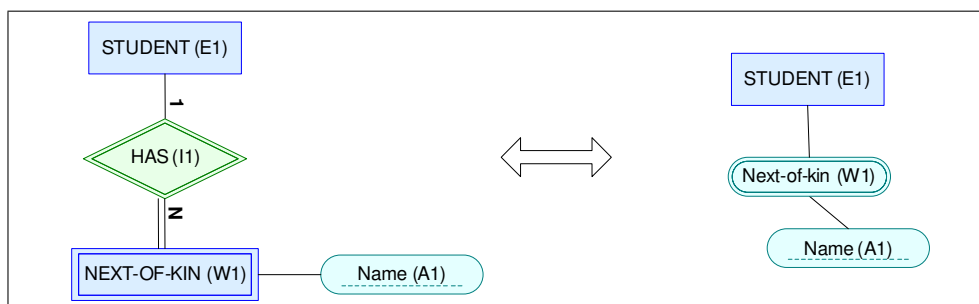 STUDENT (E1)
1
HAS (I1)
N
NEXT-OF-KIN (W1)
Name (A1)
STUDENT (E1)
Next-of-kin (W1)
Name (A1)